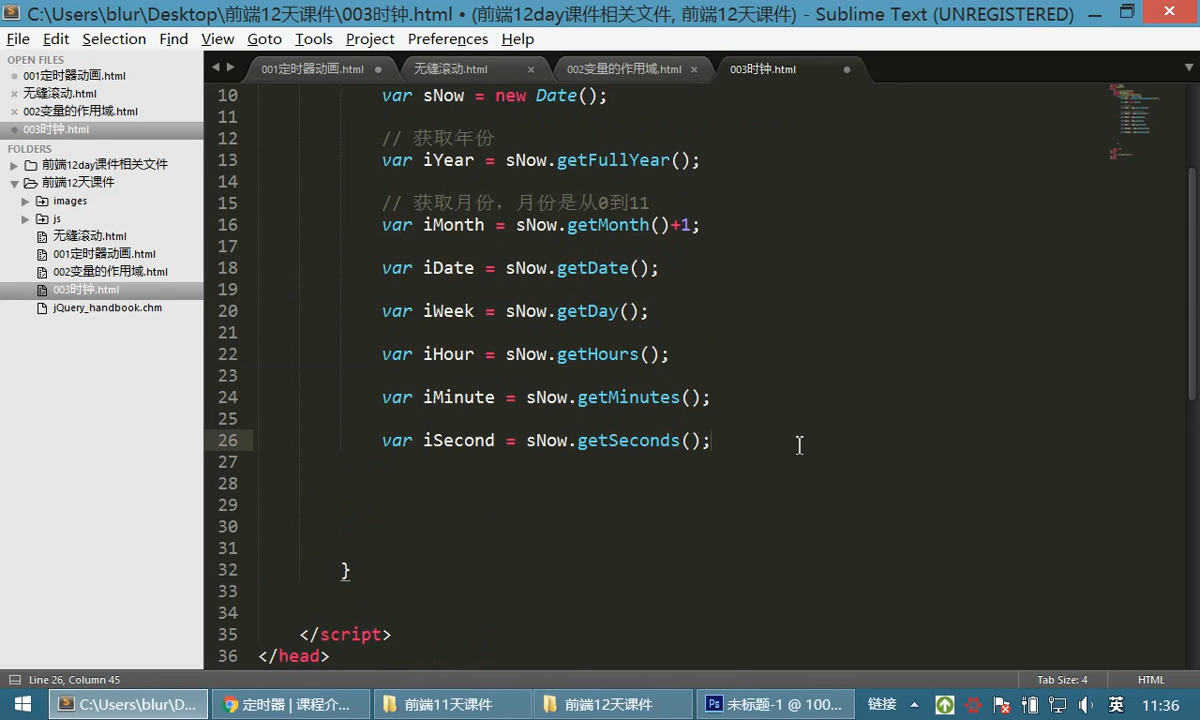 C:\Users\blur\Desktop\前端12天课件\003时钟.html • (前端12day课件相关文件, 前端12天课件) - Sublime Text (UNREGISTERED)
File Edit Selection Find View Goto Tools Project Preferences Help
OPEN FILES
001定时器动画.html
无缝滚动.html
002变量的作用域.html
003时钟.html
FOLDERS
前端12day课件相关文件
前端12天课件
images
js
无缝滚动.html
001定时器动画.html
002变量的作用域.html
003时钟.html
jQuery_handbook.chm
001定时器动画.html 无缝滚动.html 002变量的作用域.html 003时钟.html
10 var sNow = new Date();
11
12 // 获取年份
13 var iYear = sNow.getFullYear();
14
15 // 获取月份，月份是从0到11
16 var iMonth = sNow.getMonth()+1;
17
18 var iDate = sNow.getDate();
19
20 var iWeek = sNow.getDay();
21
22 var iHour = sNow.getHours();
23
24 var iMinute = sNow.getMinutes();
25
26 var iSecond = sNow.getSeconds();
27
28
29
30
31
32 }
33
34
35 </script>
36 </head>
Line 26, Column 45 Tab Size: 4 HTML
C:\Users\blur\D... 定时器 | 课程介... 前端11天课件 前端12天课件 未标题-1 @ 100... 链接 英 11:36